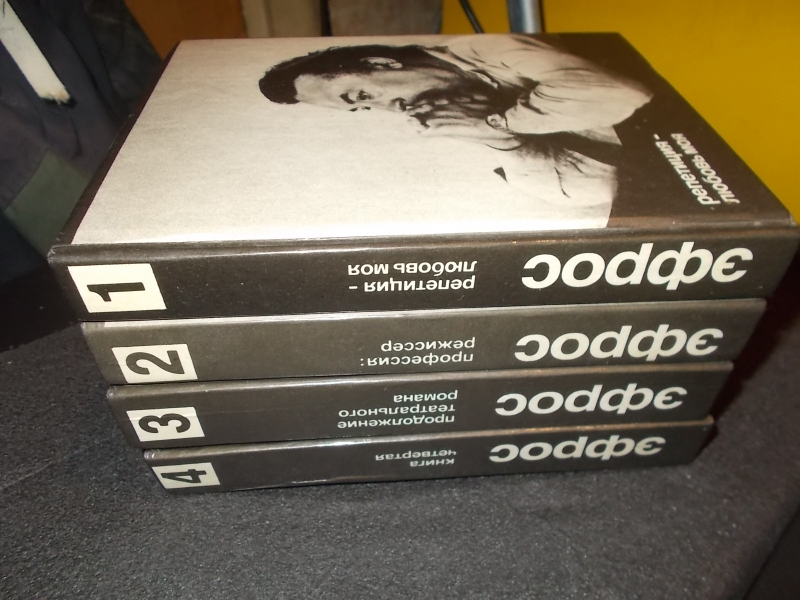 репетиция -
любовь моя
эфрос
репетиция -
любовь моя
1
эфрос
профессия:
режиссер
2
эфрос
продолжение
театрального
романа
3
эфрос
книга
четвертая
4